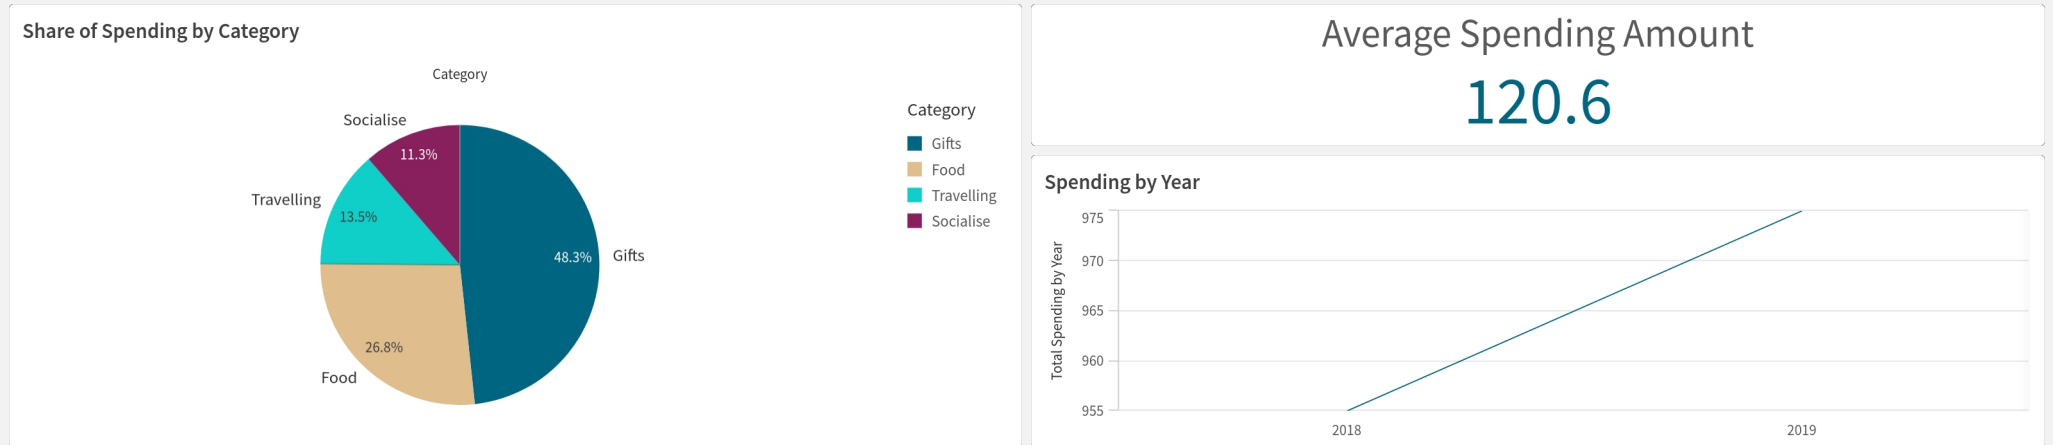 Share of Spending by Category
Category
Socialise
11.3%
Travelling
13.5%
48.3%
Gifts
26.8%
Food
Category
Gifts
Food
Travelling
Socialise
Average Spending Amount
120.6
Spending by Year
Total Spending by Year
975
970
965
960
955
2018 2019